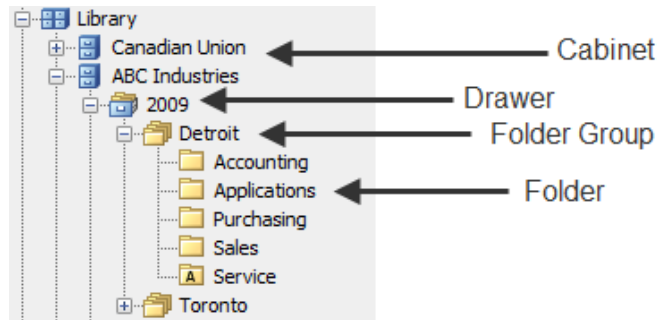 Library
Canadian Union
Cabinet
ABC Industries
2009
Drawer
Detroit
Folder Group
Accounting
Applications
Folder
Purchasing
Sales
A Service
Toronto